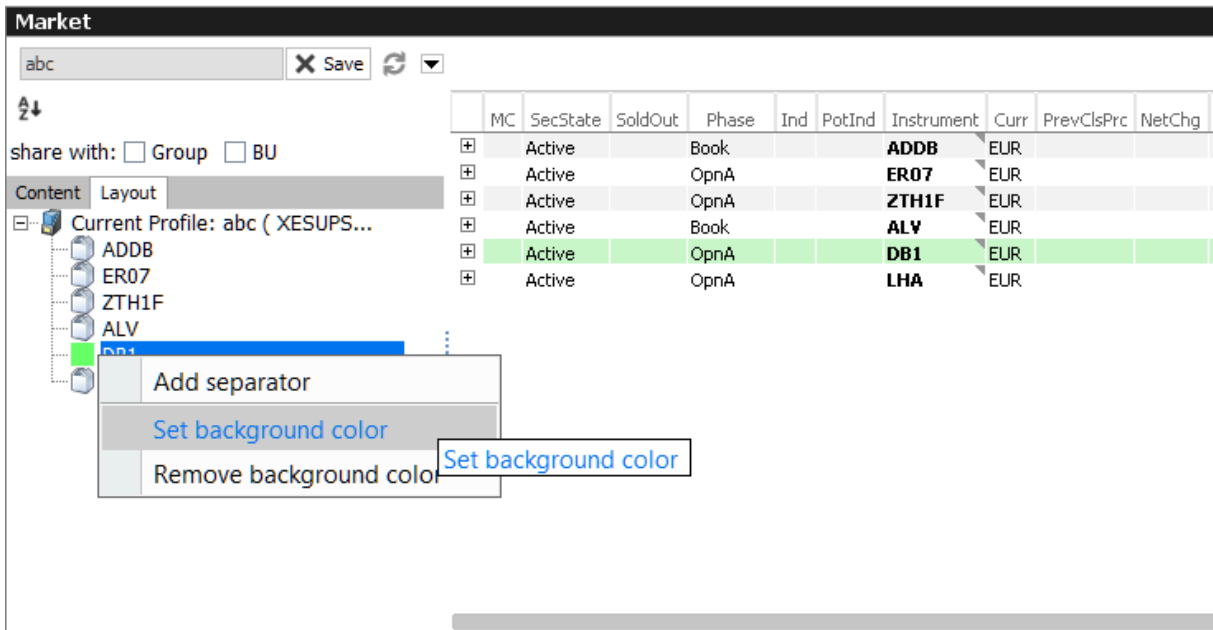 Market
abc
Save
A
Z
share with: Group BU
Content Layout
Current Profile: abc ( XESUPS...
ADDB
ER07
ZTH1F
ALV
DB1
Add separator
Set background color
Remove background color
Set background color
MC SecState SoldOut Phase Ind PotInd Instrument Curr PrevClsPrc NetChg
Active Book ADDB EUR
Active OpnA ER07 EUR
Active OpnA ZTH1F EUR
Active Book ALV EUR
Active OpnA DB1 EUR
Active OpnA LHA EUR